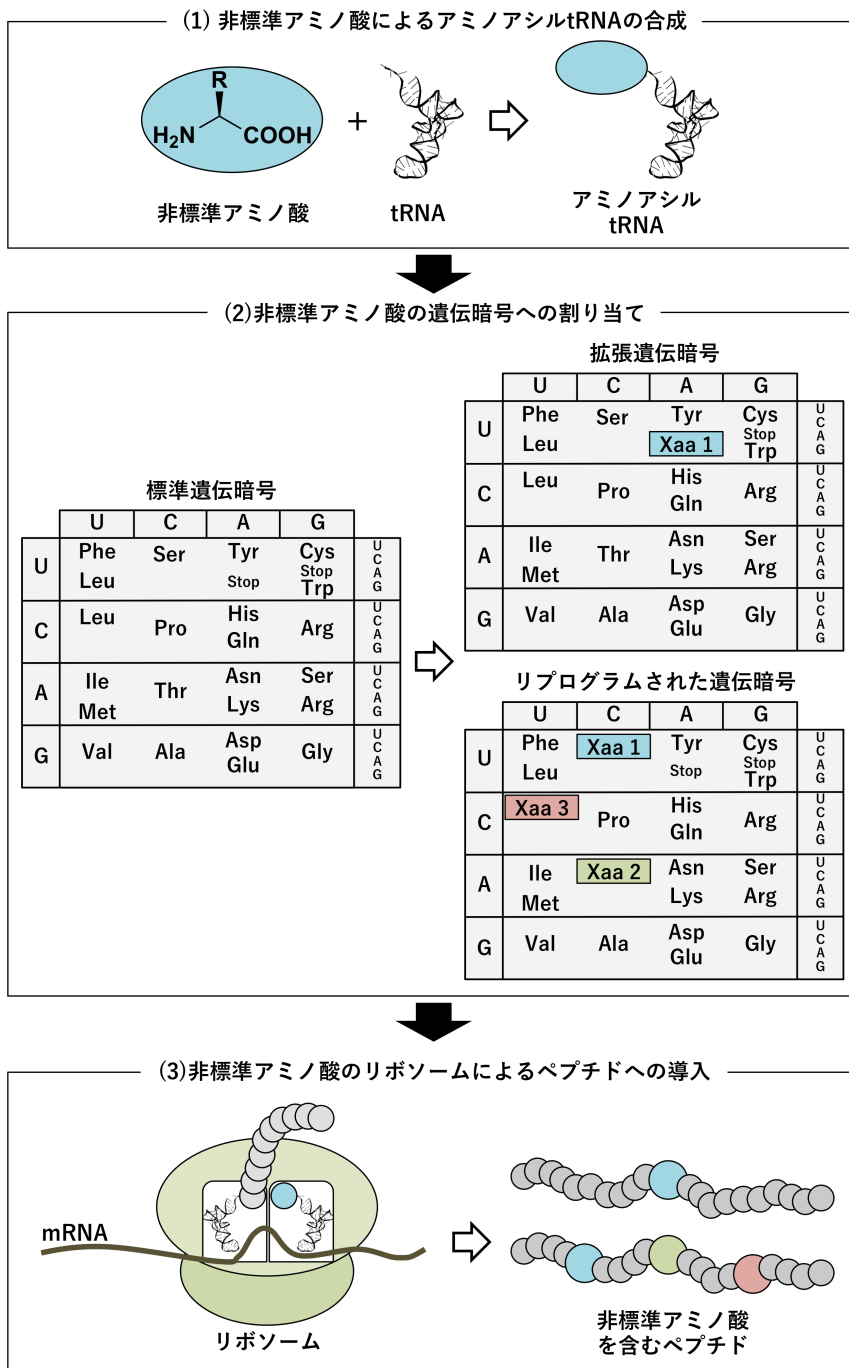 (1) 非標準アミノ酸によるアミノアシルtRNAの合成
R
H₂N
COOH
+
非標準アミノ酸
tRNA
アミノアシル
tRNA
(2)非標準アミノ酸の遺伝暗号への割り当て
標準遺伝暗号
U C A G
U Phe Ser Tyr Cys U
Leu Stop Stop C
Trp A
G
C Leu Pro His Arg U
Gln C
A
G
A Ile Thr Asn Ser U
Met Lys Arg C
A
G
G Val Ala Asp Gly U
Glu C
A
G
拡張遺伝暗号
U C A G
U Phe Ser Tyr Cys U
Leu Xaa 1 Stop C
Trp A
G
C Leu Pro His Arg U
Gln C
A
G
A Ile Thr Asn Ser U
Met Lys Arg C
A
G
G Val Ala Asp Gly U
Glu C
A
G
リプログラムされた遺伝暗号
U C A G
U Phe Xaa 1 Tyr Cys U
Leu Stop Stop C
Trp A
G
C Xaa 3 Pro His Arg U
Gln C
A
G
A Ile Xaa 2 Asn Ser U
Met Lys Arg C
A
G
G Val Ala Asp Gly U
Glu C
A
G
(3)非標準アミノ酸のリボソームによるペプチドへの導入
mRNA
リボソーム
非標準アミノ酸
を含むペプチド